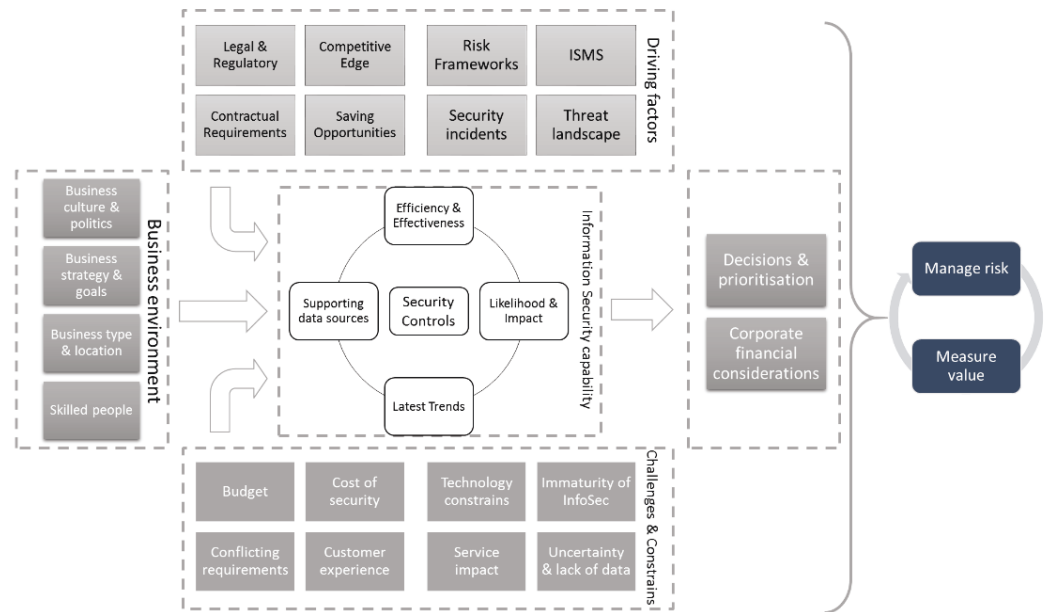 Legal &
Regulatory
Competitive
Edge
Risk
Frameworks
ISMS
Contractual
Requirements
Saving
Opportunities
Security
incidents
Threat
landscape
Driving factors
Business
culture &
politics
Business
strategy &
goals
Business type
& location
Skilled people
Business environment
Efficiency &
Effectiveness
Supporting
data sources
Security
Controls
Likelihood &
Impact
Latest Trends
Information Security capability
Decisions &
prioritisation
Corporate
financial
considerations
Manage risk
Measure
value
Budget
Cost of
security
Technology
constrains
Immaturity of
InfoSec
Conflicting
requirements
Customer
experience
Service
impact
Uncertainty
& lack of data
Challenges & Constrains